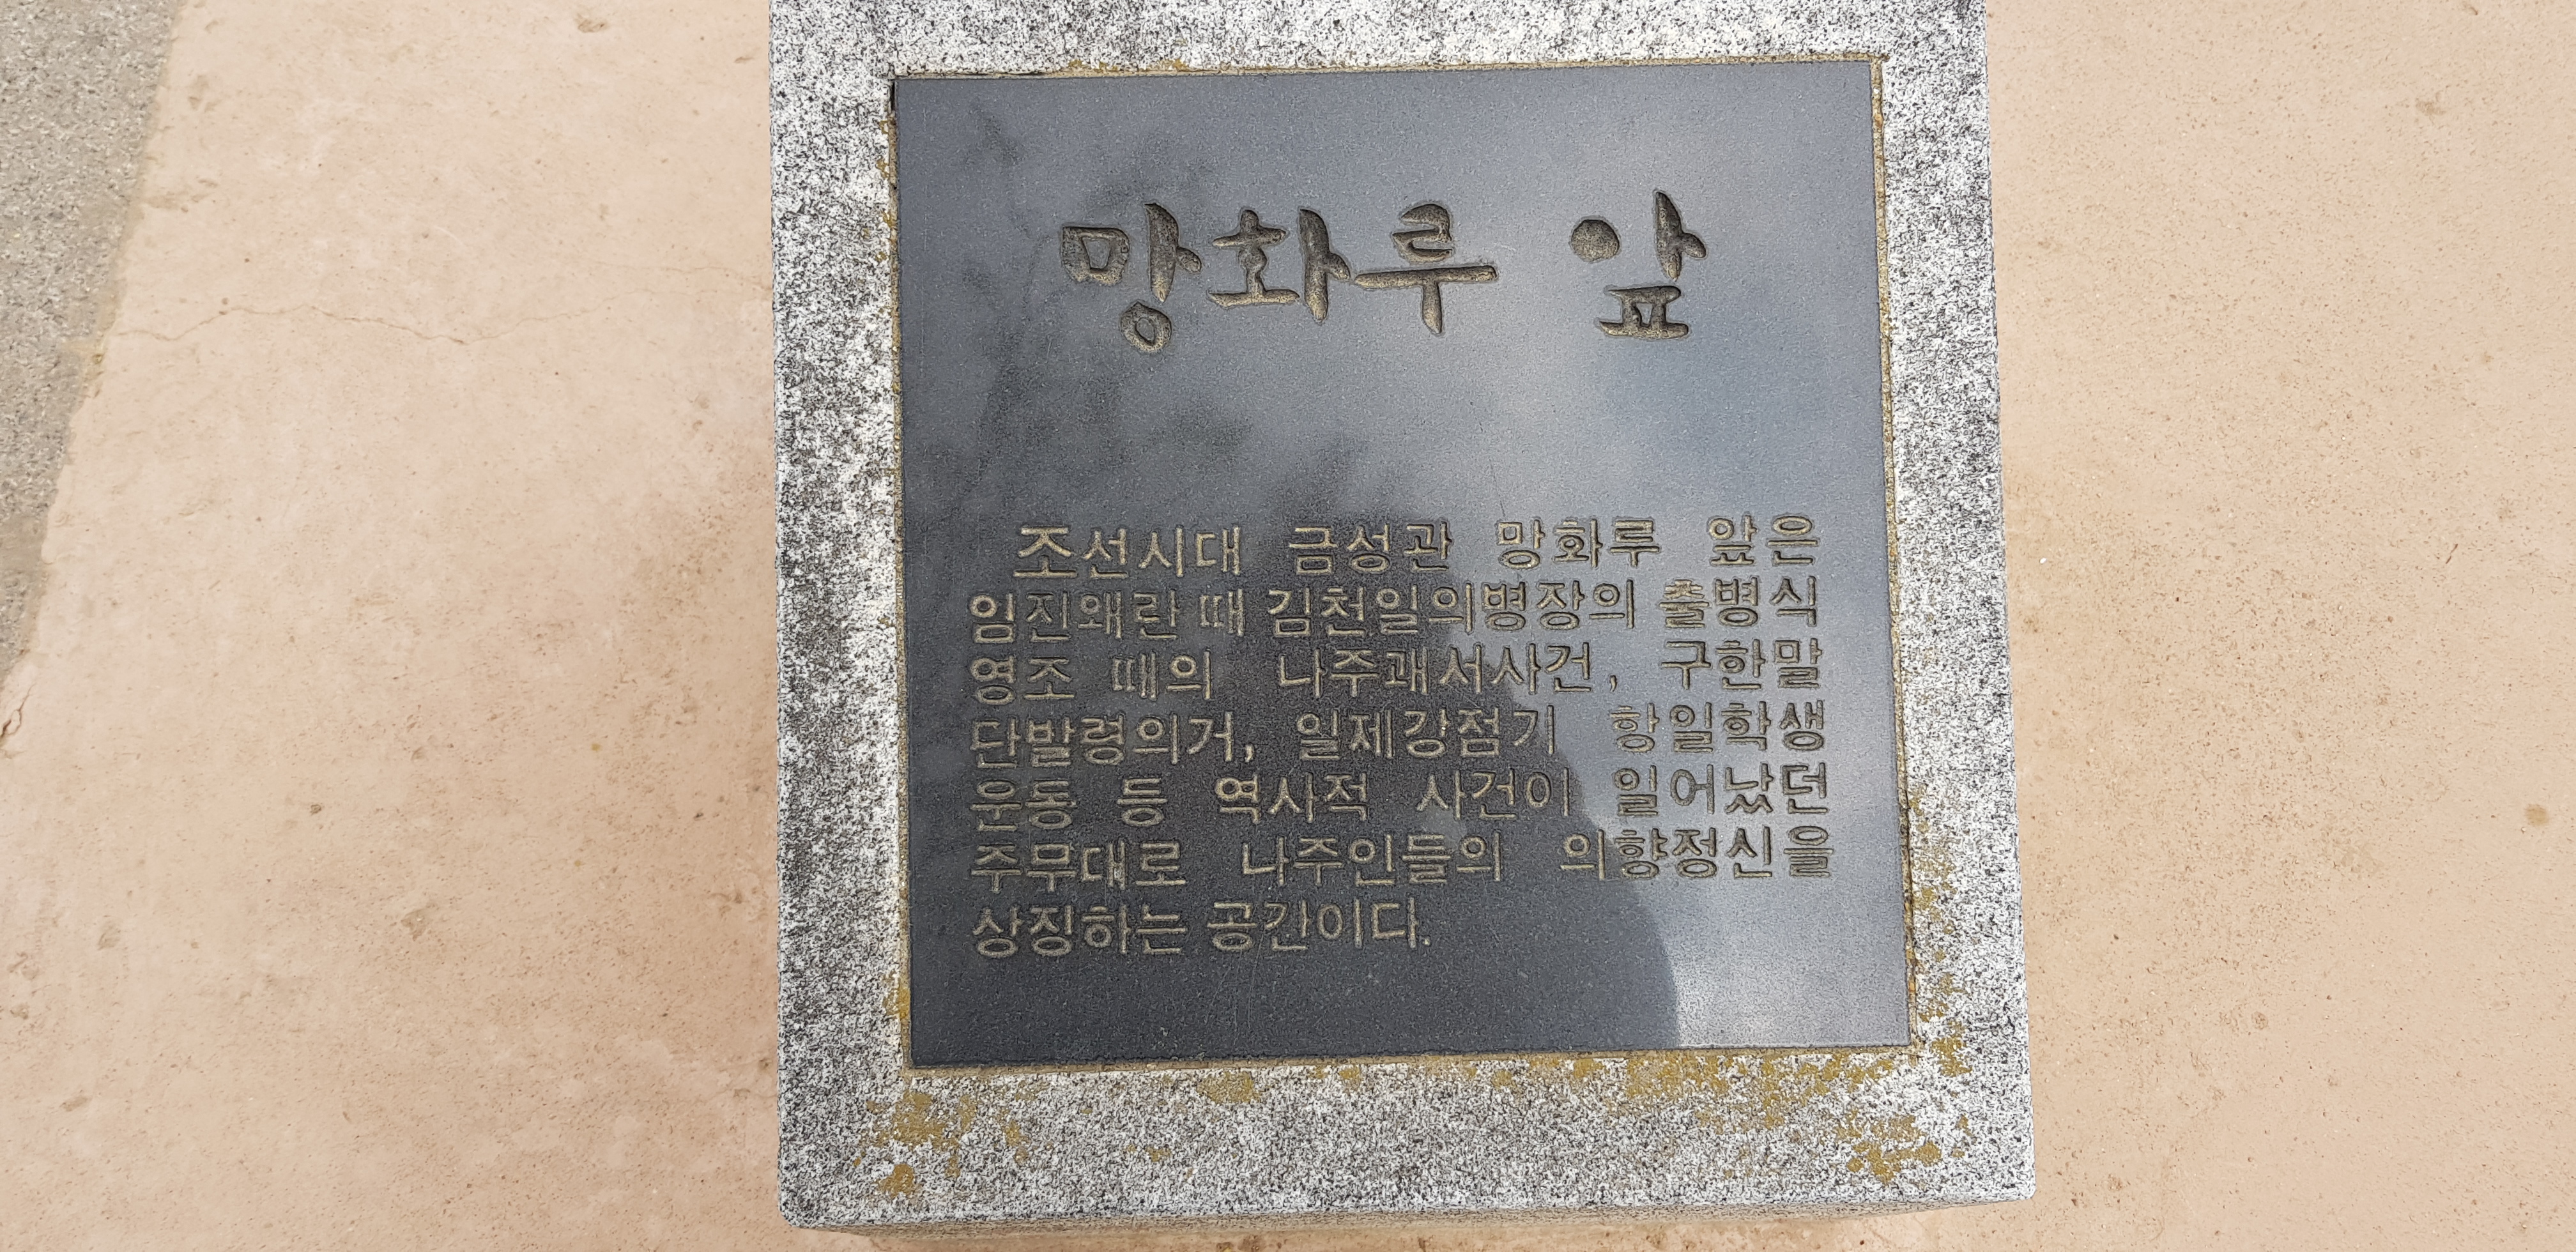 망화루 앞
조선시대 금성관 망화루 앞은
임진왜란 때 김천일의병장의 출병식
영조 때의 나주괘서사건, 구한말
단발령의거, 일제강점기 항일학생
운동 등 역사적 사건이 일어났던
주무대로 나주인들의 의향정신을
상징하는 공간이다.